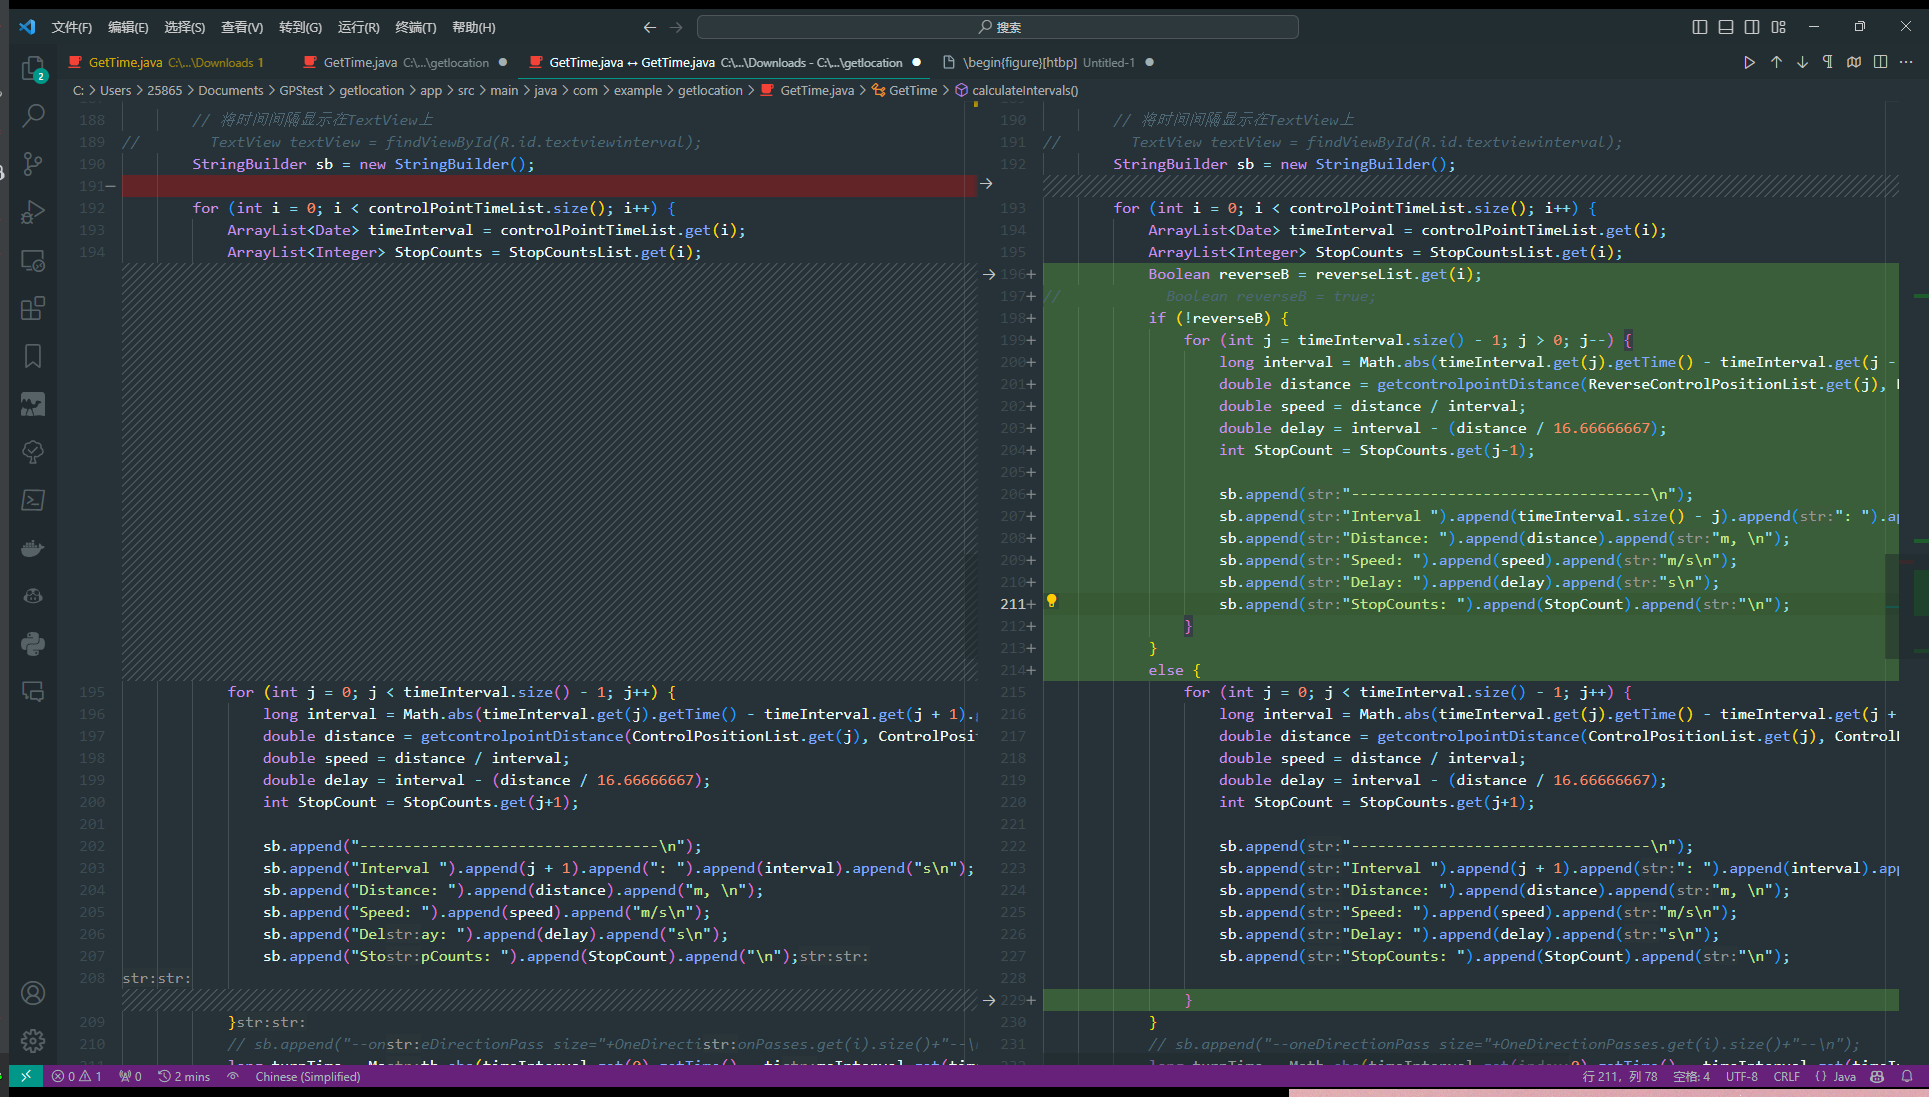 文件(F) 编辑(E) 选择(S) 查看(V) 转到(G) 运行(R) 终端(T) 帮助(H) 搜索
GetTime.java C:\...\Downloads 1 GetTime.java C:\...\getlocation GetTime.java ↔ GetTime.java C:\...\Downloads - C:\...\getlocation \begin{figure}[htbp] Untitled-1
C: > Users > 25865 > Documents > GPStest > getlocation > app > src > main > java > com > example > getlocation > GetTime.java > GetTime > calculateIntervals()
188 // 将时间间隔显示在TextView上
189 // TextView textView = findViewById(R.id.textviewinterval);
190 StringBuilder sb = new StringBuilder();
191—
192 for (int i = 0; i < controlPointTimeList.size(); i++) {
193 ArrayList<Date> timeInterval = controlPointTimeList.get(i);
194 ArrayList<Integer> StopCounts = StopCountsList.get(i);
195 for (int j = 0; j < timeInterval.size() - 1; j++) {
196 long interval = Math.abs(timeInterval.get(j).getTime() - timeInterval.get(j + 1).
197 double distance = getcontrolpointDistance(ControlPositionList.get(j), ControlPosit
198 double speed = distance / interval;
199 double delay = interval - (distance / 16.66666667);
200 int StopCount = StopCounts.get(j+1);
201
202 sb.append("----------------------------------\n");
203 sb.append("Interval ").append(j + 1).append(": ").append(interval).append("s\n");
204 sb.append("Distance: ").append(distance).append("m, \n");
205 sb.append("Speed: ").append(speed).append("m/s\n");
206 sb.append("Delstr:ay: ").append(delay).append("s\n");
207 sb.append("Stostr:pCounts: ").append(StopCount).append("\n");str:str:
208 str:str:
209 }str:str:
210 // sb.append("--onstr:eDirectionPass size="+OneDirectistr:onPasses.get(i).size()+"--\
190 // 将时间间隔显示在TextView上
191 // TextView textView = findViewById(R.id.textviewinterval);
192 StringBuilder sb = new StringBuilder();
193 for (int i = 0; i < controlPointTimeList.size(); i++) {
194 ArrayList<Date> timeInterval = controlPointTimeList.get(i);
195 ArrayList<Integer> StopCounts = StopCountsList.get(i);
196+ Boolean reverseB = reverseList.get(i);
197+ // Boolean reverseB = true;
198+ if (!reverseB) {
199+ for (int j = timeInterval.size() - 1; j > 0; j--) {
200+ long interval = Math.abs(timeInterval.get(j).getTime() - timeInterval.get(j -
201+ double distance = getcontrolpointDistance(ReverseControlPositionList.get(j),
202+ double speed = distance / interval;
203+ double delay = interval - (distance / 16.66666667);
204+ int StopCount = StopCounts.get(j-1);
205+
206+ sb.append(str:"----------------------------------\n");
207+ sb.append(str:"Interval ").append(timeInterval.size() - j).append(str:": ").ap
208+ sb.append(str:"Distance: ").append(distance).append(str:"m, \n");
209+ sb.append(str:"Speed: ").append(speed).append(str:"m/s\n");
210+ sb.append(str:"Delay: ").append(delay).append(str:"s\n");
211+ sb.append(str:"StopCounts: ").append(StopCount).append(str:"\n");
212+ }
213+ }
214+ else {
215 for (int j = 0; j < timeInterval.size() - 1; j++) {
216 long interval = Math.abs(timeInterval.get(j).getTime() - timeInterval.get(j +
217 double distance = getcontrolpointDistance(ControlPositionList.get(j), Control
218 double speed = distance / interval;
219 double delay = interval - (distance / 16.66666667);
220 int StopCount = StopCounts.get(j+1);
221
222 sb.append(str:"----------------------------------\n");
223 sb.append(str:"Interval ").append(j + 1).append(str:": ").append(interval).app
224 sb.append(str:"Distance: ").append(distance).append(str:"m, \n");
225 sb.append(str:"Speed: ").append(speed).append(str:"m/s\n");
226 sb.append(str:"Delay: ").append(delay).append(str:"s\n");
227 sb.append(str:"StopCounts: ").append(StopCount).append(str:"\n");
228
229+ }
230 }
231 // sb.append("--oneDirectionPass size="+OneDirectionPasses.get(i).size()+"--\n");
0 1 0 2 mins Chinese (Simplified) 行 211，列 78 空格: 4 UTF-8 CRLF {} Java